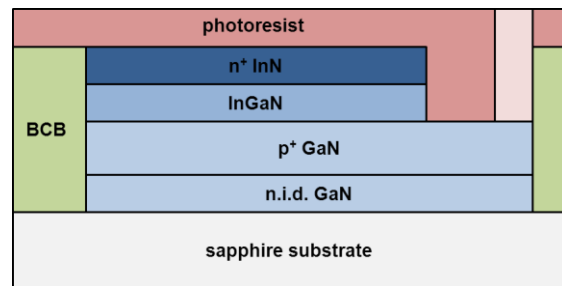 photoresist
n⁺ InN
InGaN
BCB
p⁺ GaN
n.i.d. GaN
sapphire substrate